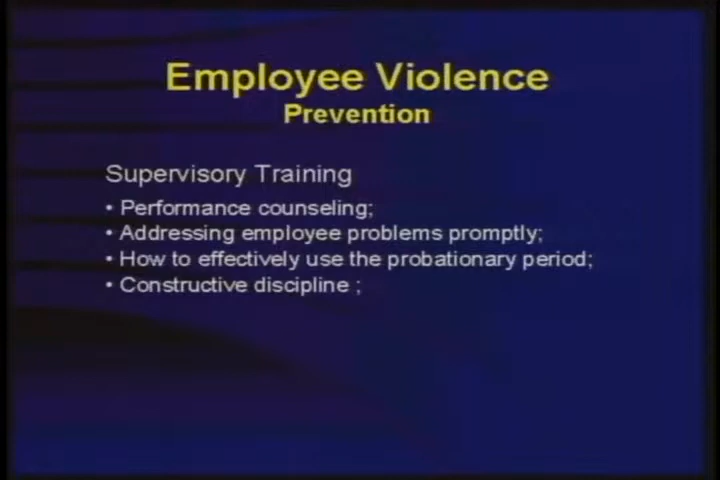 Employee Violence
Prevention
Supervisory Training
• Performance counseling;
• Addressing employee problems promptly;
• How to effectively use the probationary period;
• Constructive discipline ;